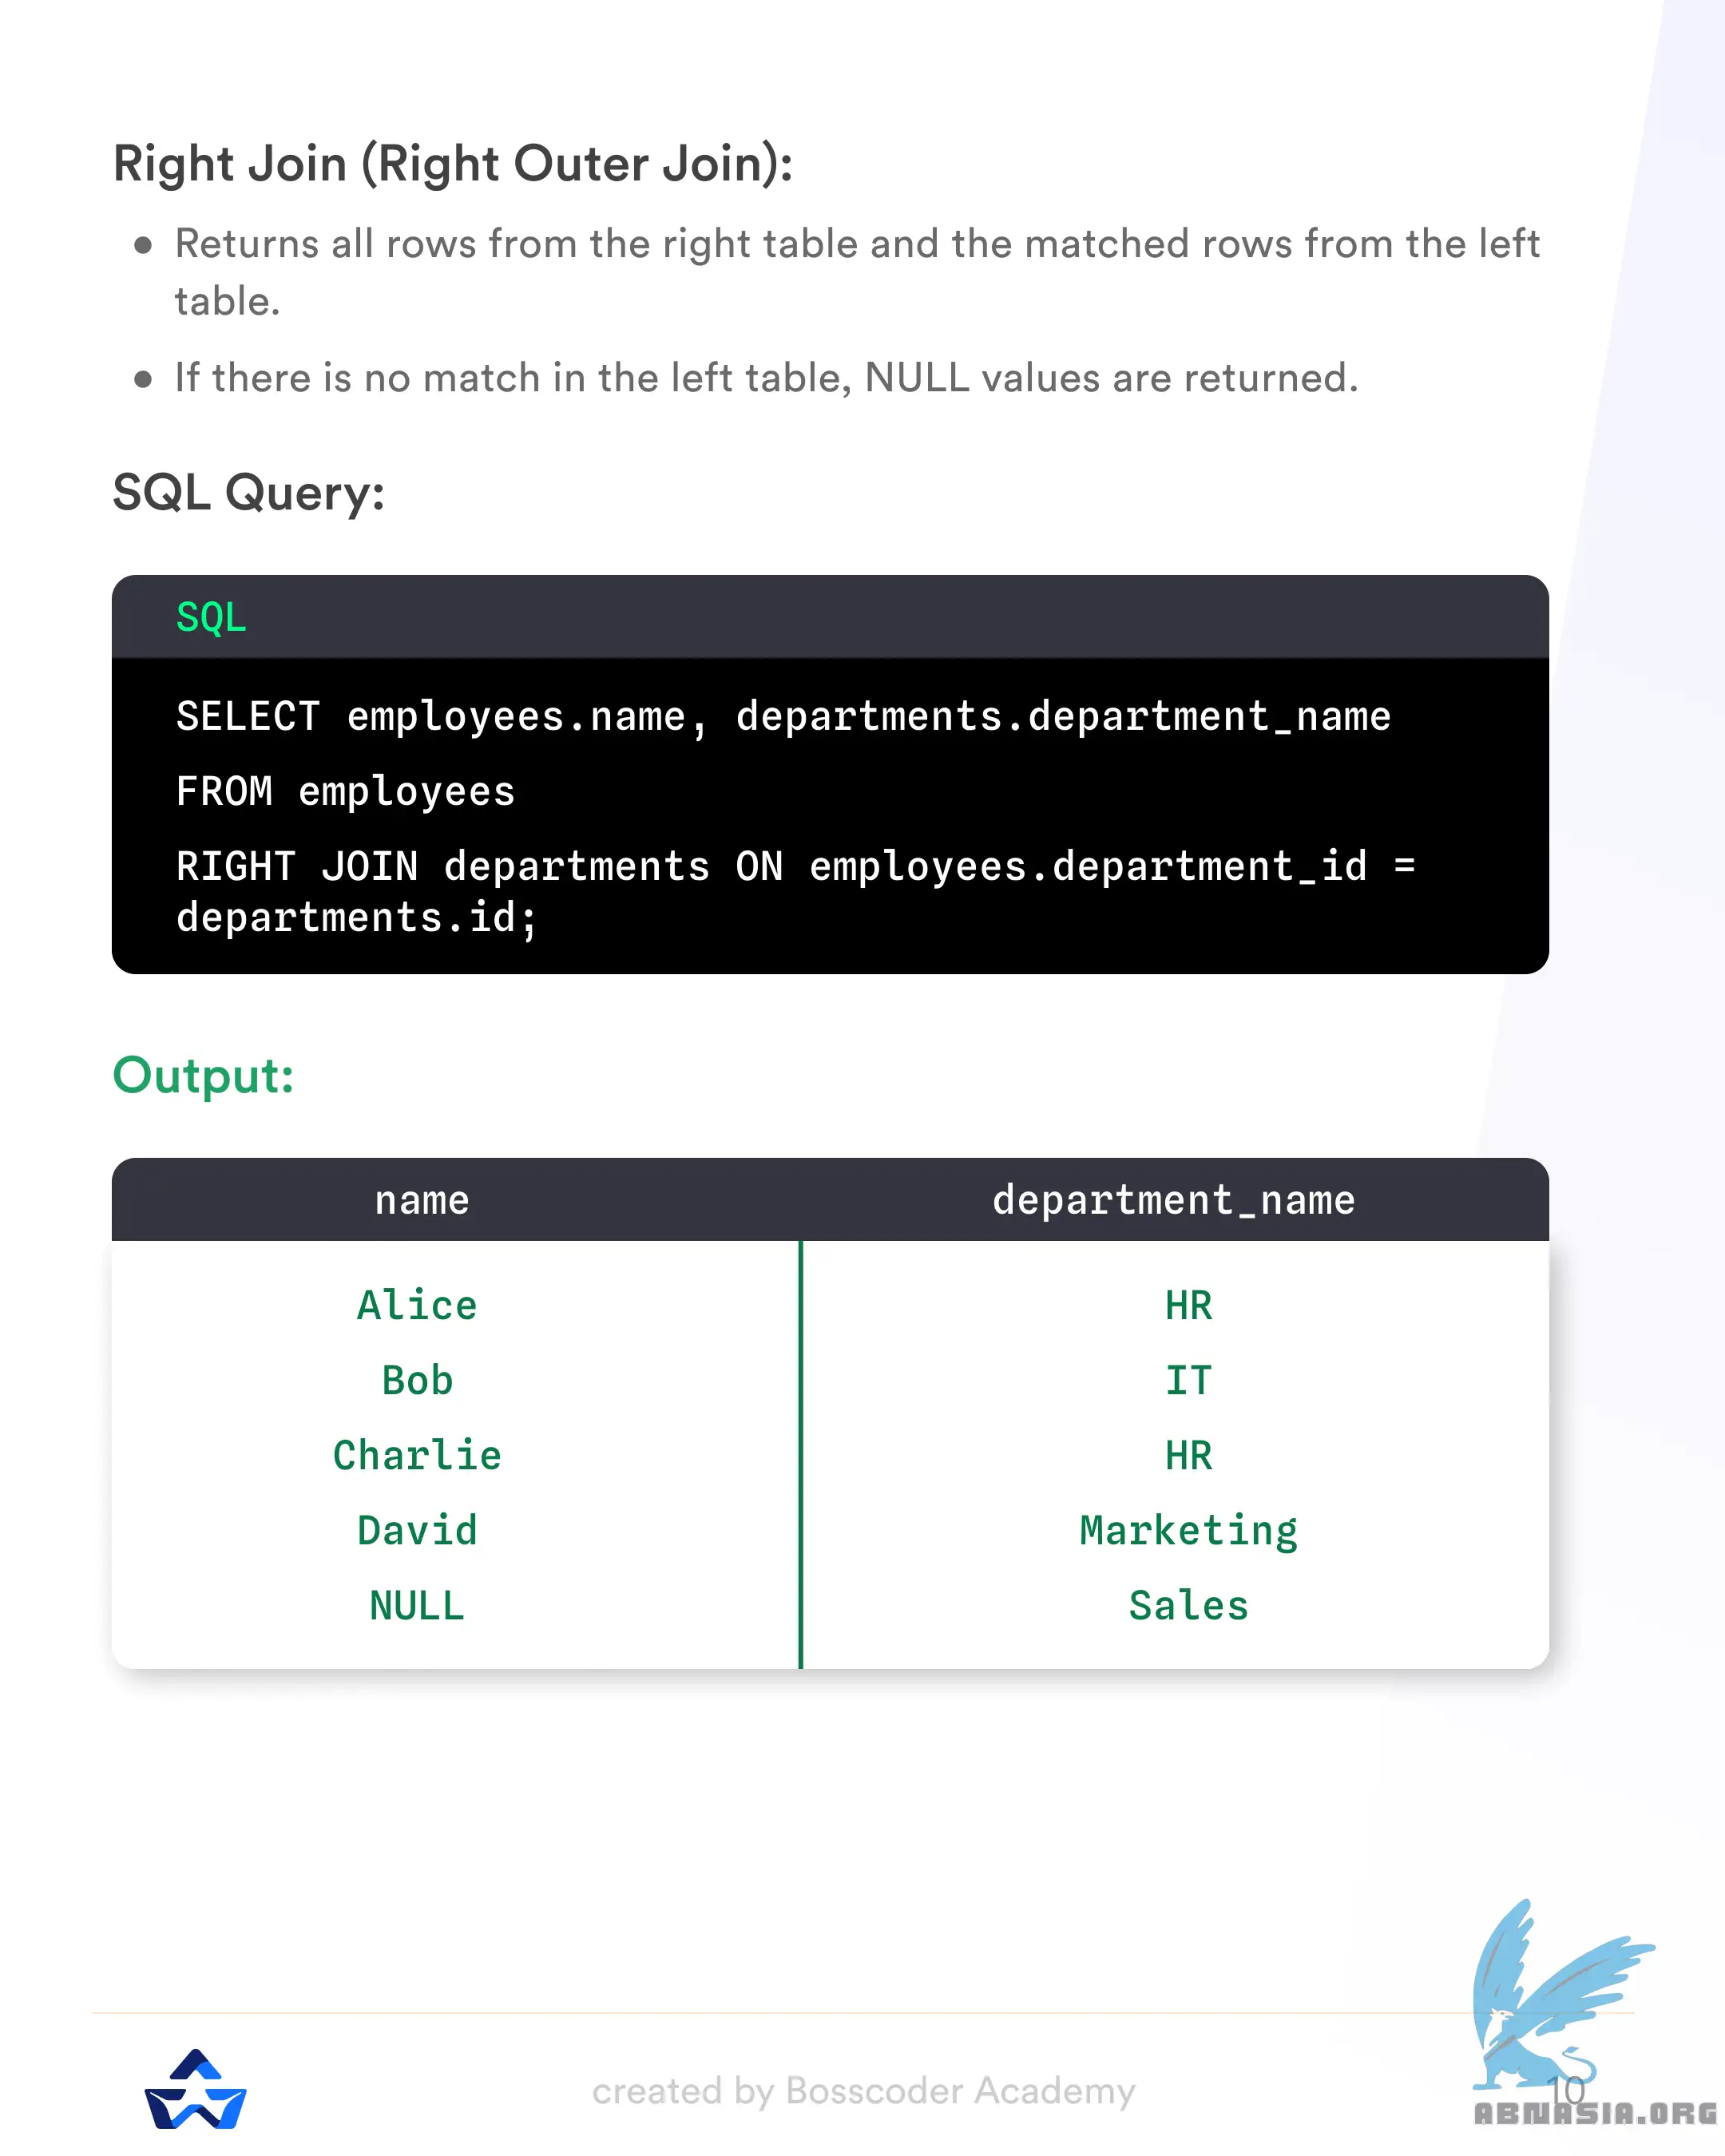 Right Join (Right Outer Join):
● Returns all rows from the right table and the matched rows from the left
table.
● If there is no match in the left table, NULL values are returned.
SQL Query:
SQL
SELECT employees.name, departments.department_name
FROM employees
RIGHT JOIN departments ON employees.department_id =
departments.id;
Output:
name department_name
Alice HR
Bob IT
Charlie HR
David Marketing
NULL Sales
created by Bosscoder Academy
10
ABNASIA.ORG